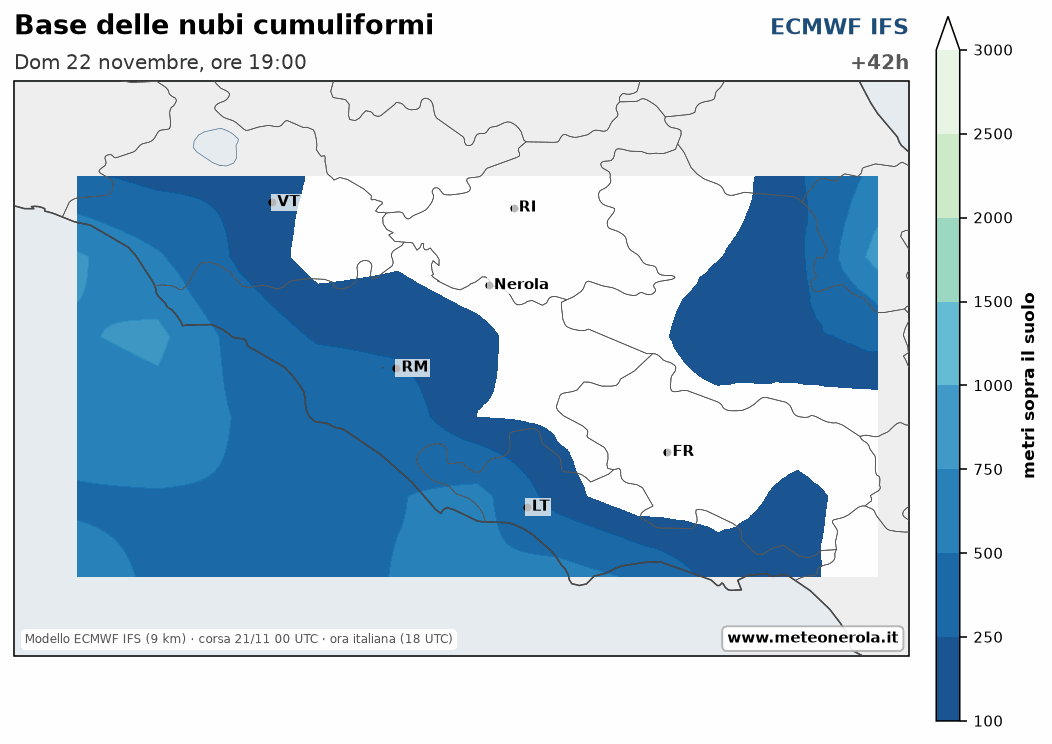 Base delle nubi cumuliformi
ECMWF IFS
Dom 22 novembre, ore 19:00
+42h
VT
RI
Nerola
RM
FR
LT
3000
2500
2000
1500
1000
750
500
250
100
metri sopra il suolo
Modello ECMWF IFS (9 km) · corsa 21/11 00 UTC · ora italiana (18 UTC)
www.meteonerola.it